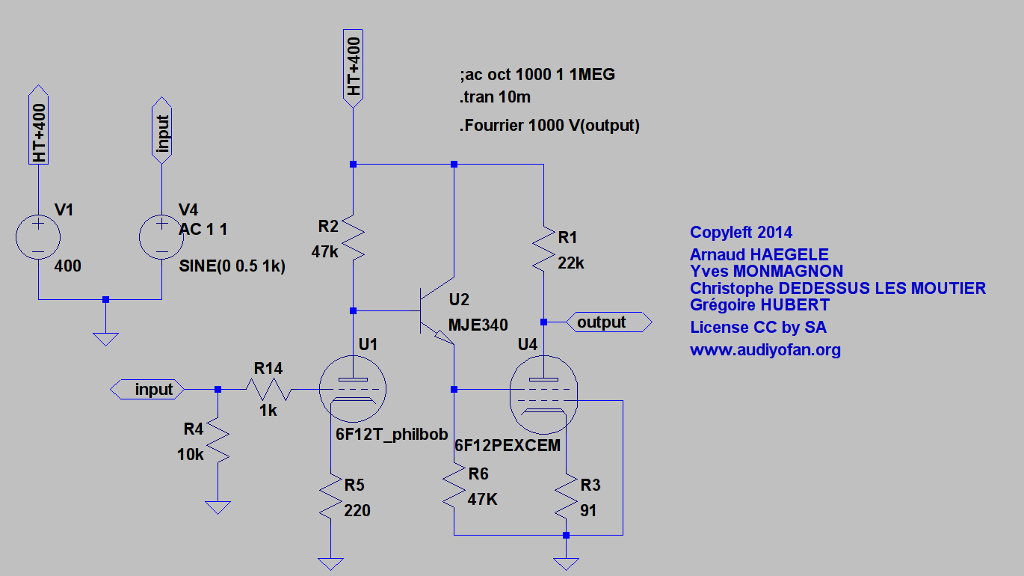 HT+400
;ac oct 1000 1 1MEG
.tran 10m
.Fourrier 1000 V(output)
HT+400
input
V1
400
V4
AC 1 1
SINE(0 0.5 1k)
R2
47k
R1
22k
U2
MJE340
output
U1
U4
input
R14
1k
R4
10k
6F12T_philbob
6F12PEXCEM
R5
220
R6
47K
R3
91
Copyleft 2014
Arnaud HAEGELE
Yves MONMAGNON
Christophe DEDESSUS LES MOUTIER
Grégoire HUBERT
License CC by SA
www.audiyofan.org